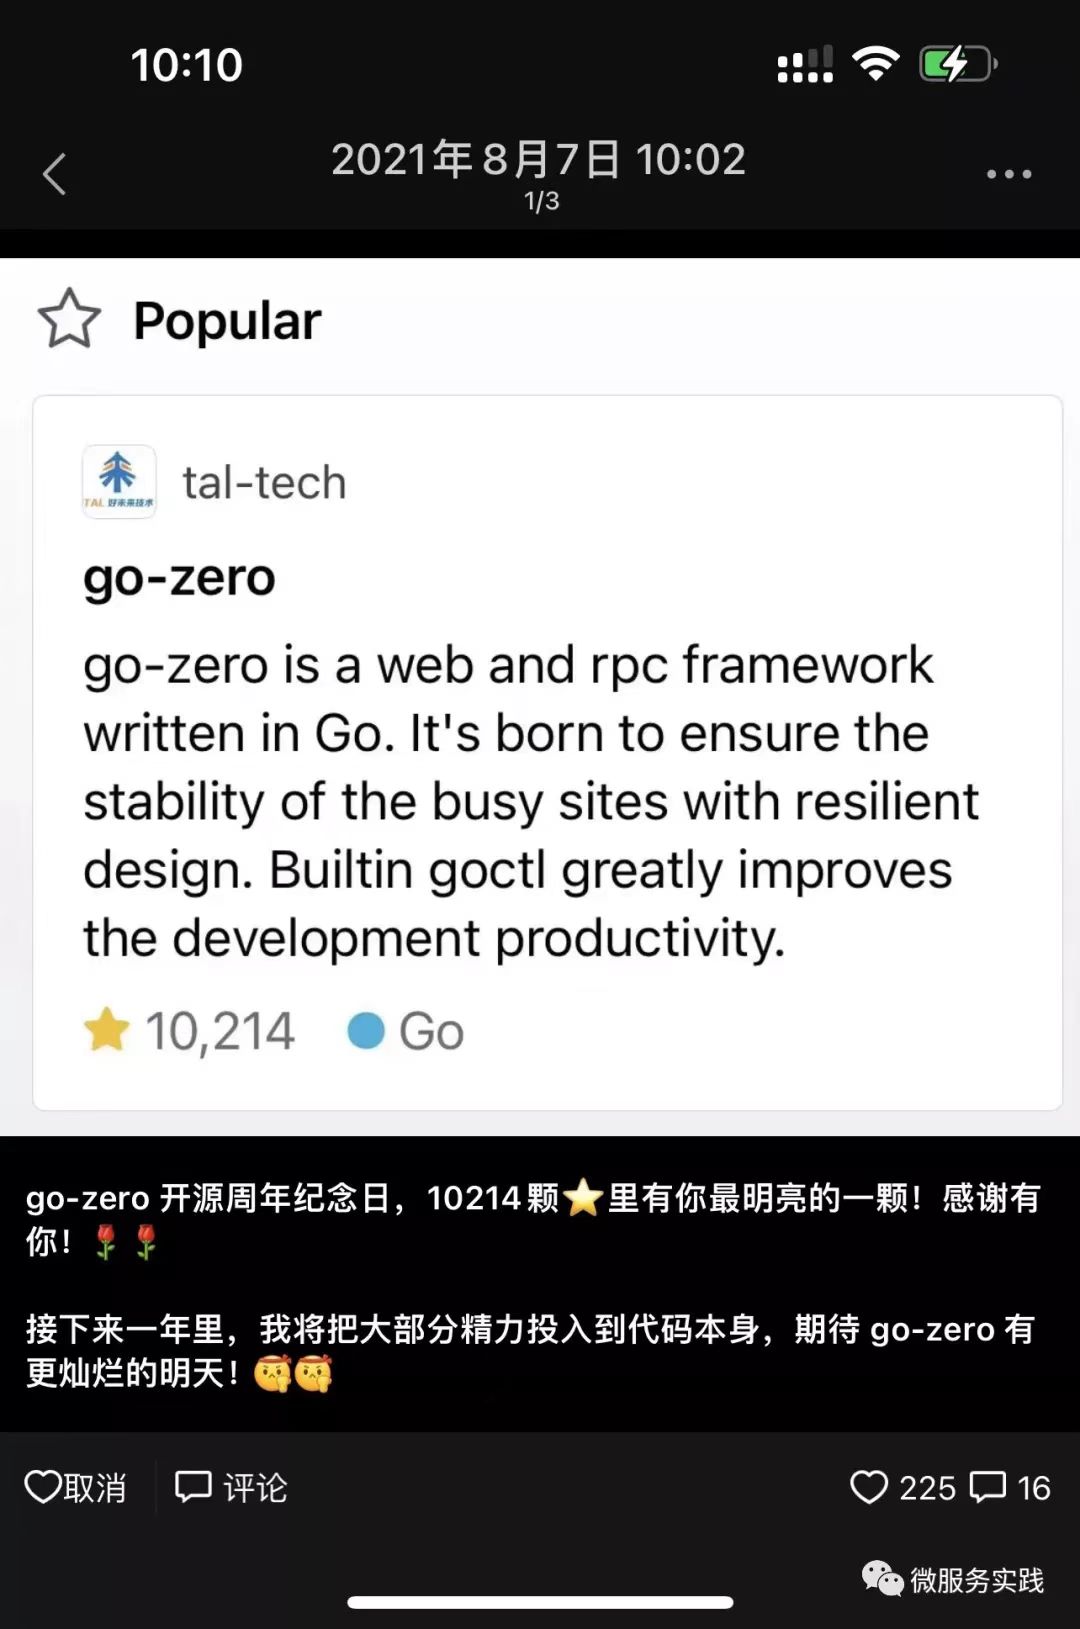 10:10
2021年8月7日 10:02
1/3
Popular
TAL 好未来技术
tal-tech
go-zero
go-zero is a web and rpc framework
written in Go. It's born to ensure the
stability of the busy sites with resilient
design. Builtin goctl greatly improves
the development productivity.
10,214 Go
go-zero 开源周年纪念日，10214颗⭐里有你最明亮的一颗！感谢有
你！🌹🌹
接下来一年里，我将把大部分精力投入到代码本身，期待 go-zero 有
更灿烂的明天！
取消 评论 225 16
微服务实践